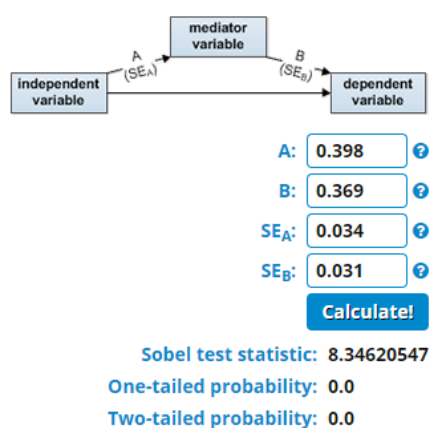 mediator
variable
A
(SEA)
B
(SEB)
independent
variable
dependent
variable
A: 0.398 ?
B: 0.369 ?
SEA: 0.034 ?
SEB: 0.031 ?
Calculate!
Sobel test statistic: 8.34620547
One-tailed probability: 0.0
Two-tailed probability: 0.0